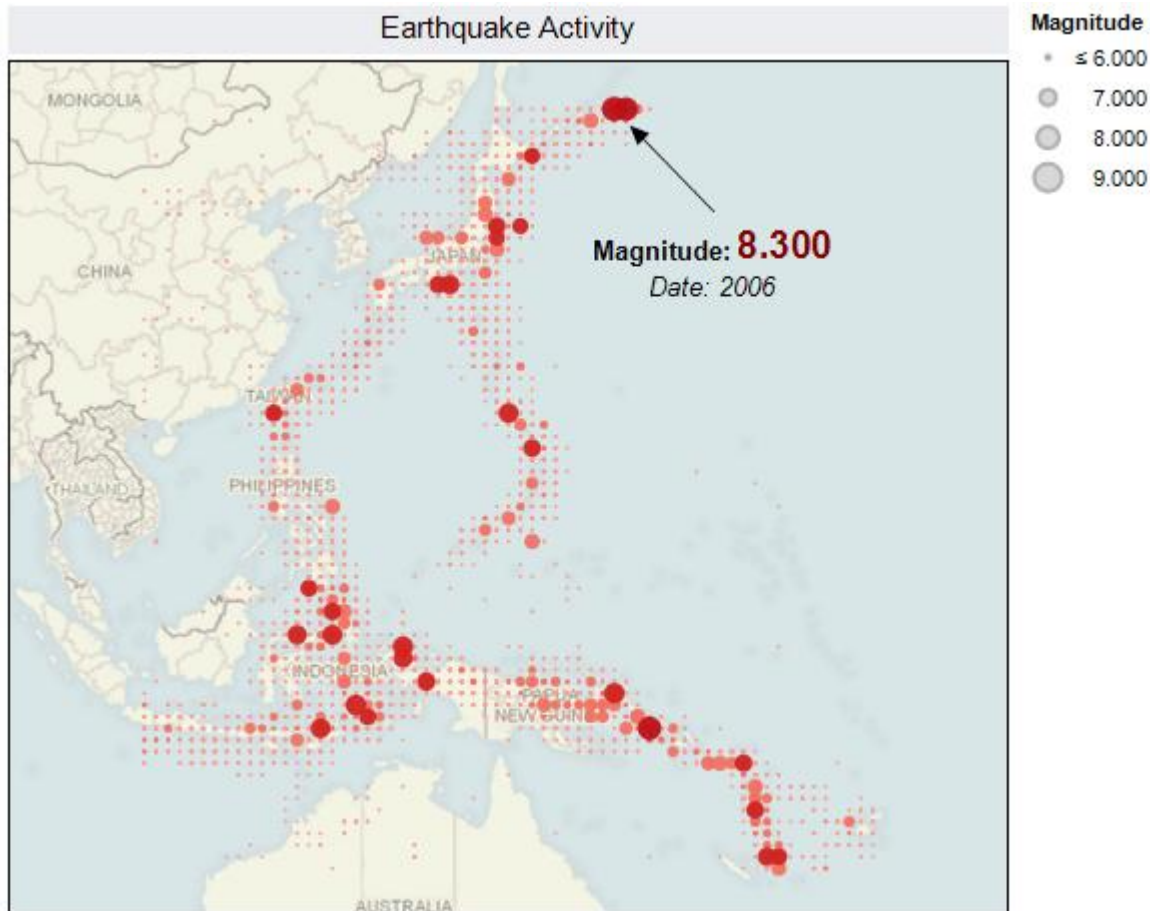 Earthquake Activity
Magnitude
≤ 6.000
7.000
8.000
9.000
MONGOLIA
Magnitude: 8.300
Date: 2006
JAPAN
CHINA
TAIWAN
THAILAND
PHILIPPINES
INDONESIA
PAPUA
NEW GUIN
AUSTRALIA